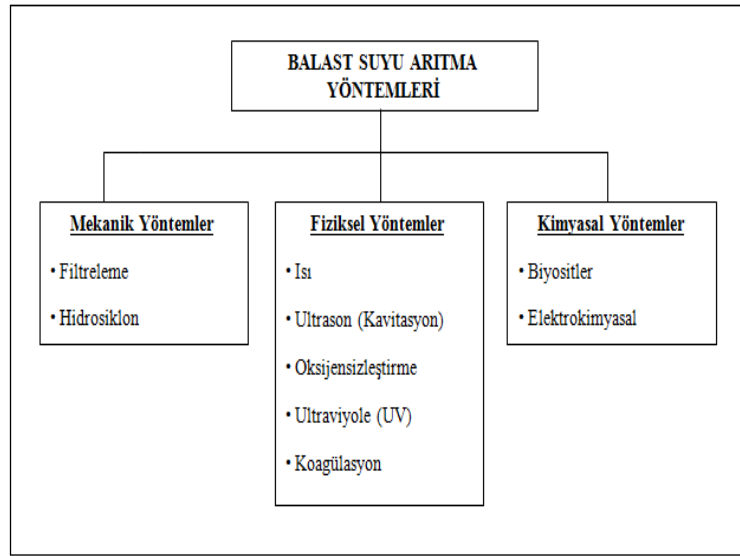 BALAST SUYU ARITMA
YÖNTEMLERİ
Mekanik Yöntemler
• Filtreleme
• Hidrosiklon
Fiziksel Yöntemler
• Isı
• Ultrason (Kavitasyon)
• Oksijensizleştirme
• Ultraviyole (UV)
• Koagülasyon
Kimyasal Yöntemler
• Biyositler
• Elektrokimyasal